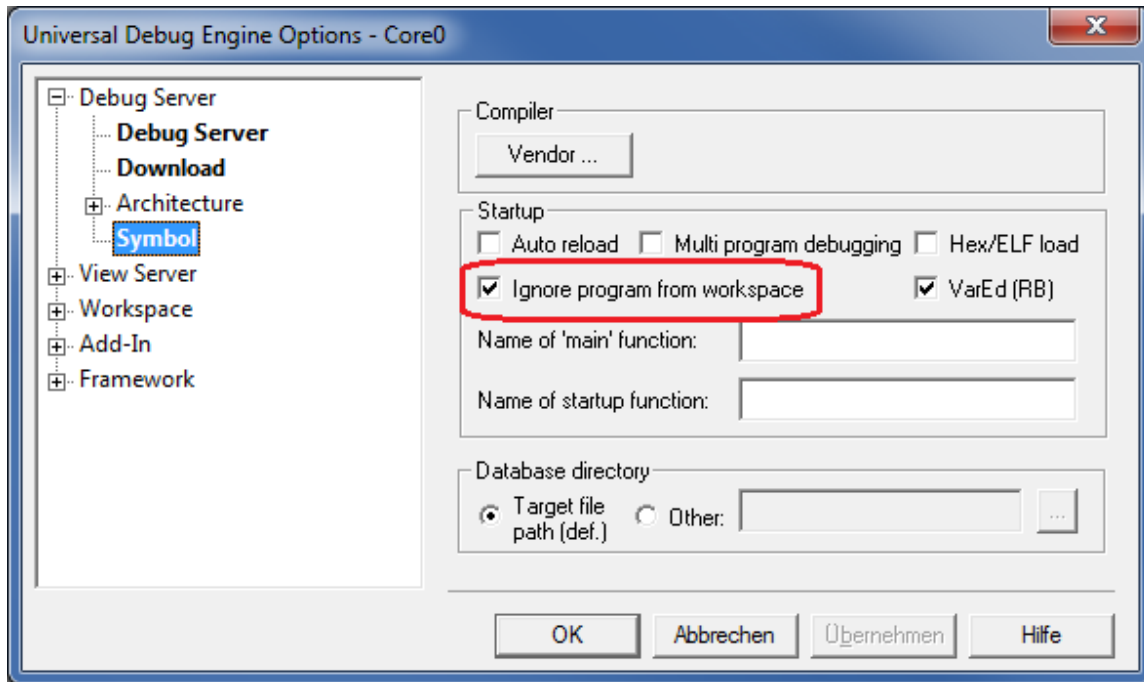 Universal Debug Engine Options - Core0
Debug Server
Debug Server
Download
Architecture
Symbol
View Server
Workspace
Add-In
Framework
Compiler
Vendor ...
Startup
Auto reload Multi program debugging Hex/ELF load
Ignore program from workspace VarEd (RB)
Name of 'main' function:
Name of startup function:
Database directory
Target file
path (def.) Other: ...
OK Abbrechen Übernehmen Hilfe